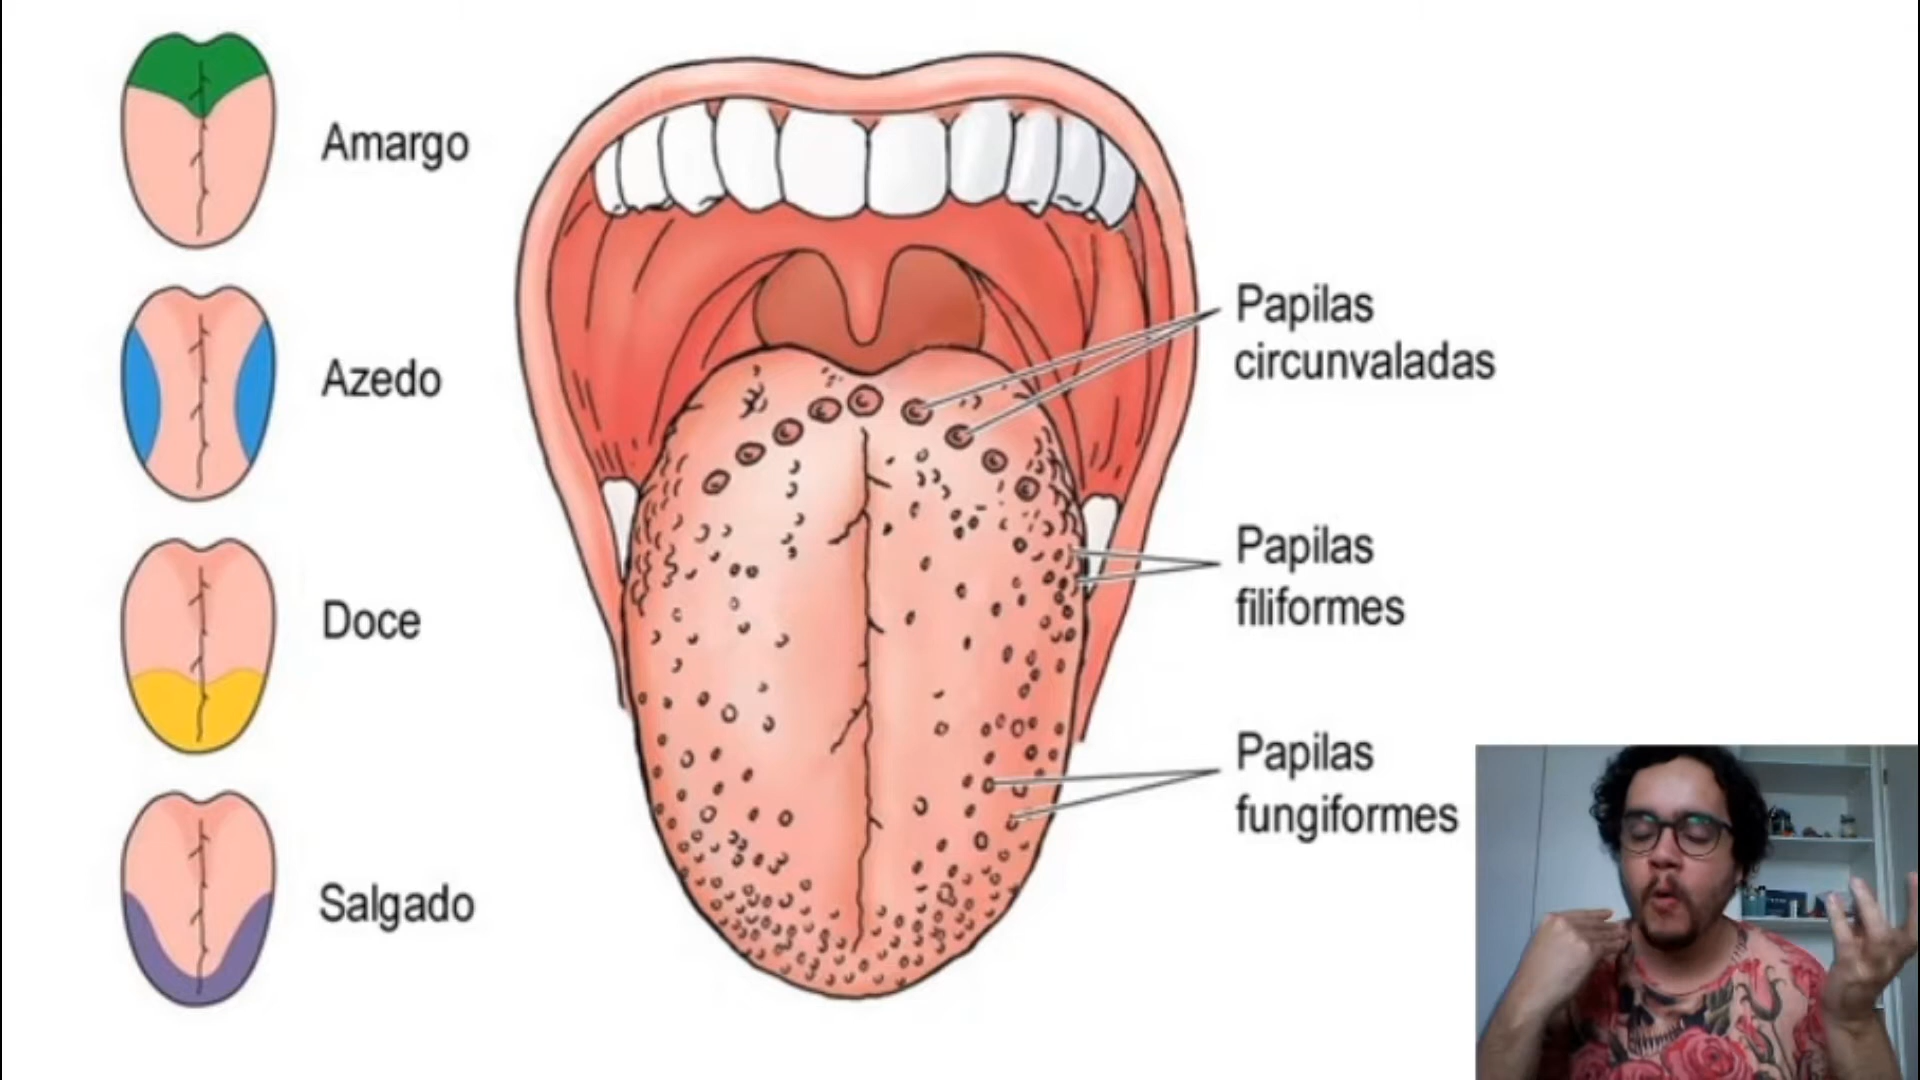 Amargo
Azedo
Doce
Salgado
Papilas
circunvaladas
Papilas
filiformes
Papilas
fungiformes